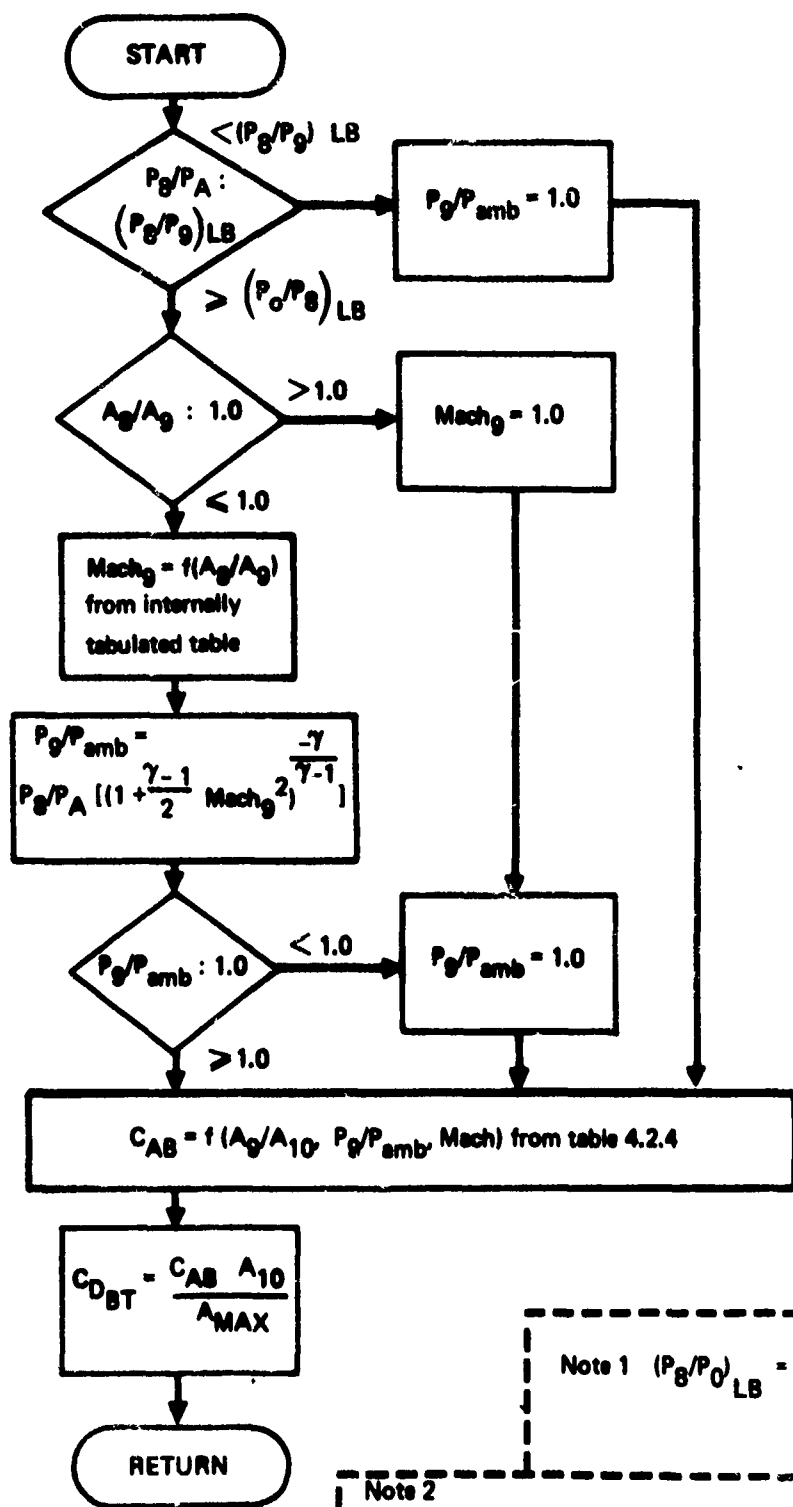 START
<(P8/P9) LB
P8/PA :
(P8/P9)LB
P9/Pamb = 1.0
≥ (Po/P8)LB
A8/A9 : 1.0
>1.0
Mach9 = 1.0
≤ 1.0
Mach9 = f(A8/A9)
from internally
tabulated table
P9/Pamb =
P8/PA [(1 + γ-1/2 Mach9²) -γ/γ-1 ]
P9/Pamb : 1.0
< 1.0
P9/Pamb = 1.0
≥ 1.0
CAB = f (A9/A10, P9/Pamb, Mach) from table 4.2.4
CDBT = CAB A10 / AMAX
Note 1 (P8/P0)LB =
RETURN
Note 2